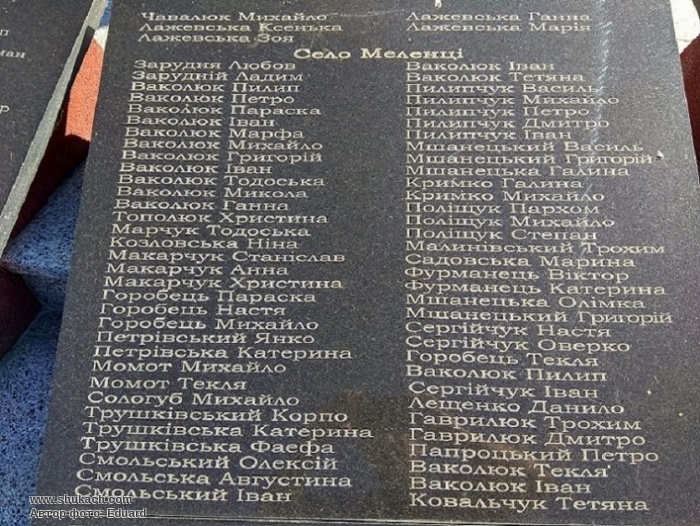 Чавалюк Михайло
Лажевська Ксенька
Лажевська Зоя
Лажевська Ганна
Лажевська Марія
Село Меленці
Зарудня Любов
Зарудній Ладим
Ваколюк Пилип
Ваколюк Петро
Ваколюк Параска
Ваколюк Іван
Ваколюк Марфа
Ваколюк Михайло
Ваколюк Григорій
Ваколюк Іван
Ваколюк Тодоська
Ваколюк Микола
Ваколюк Ганна
Тополюк Христина
Марчук Тодоська
Козловська Ніна
Макарчук Станіслав
Макарчук Анна
Макарчук Христина
Горобець Параска
Горобець Настя
Горобець Михайло
Петрівський Янко
Петрівська Катерина
Момот Михайло
Момот Текля
Сологуб Михайло
Трушківський Корпо
Трушківська Катерина
Трушківська Фаефа
Смольський Олексій
Смольська Августина
Смольський Іван
Ваколюк Іван
Ваколюк Тетяна
Пилипчук Василь
Пилипчук Михайло
Пилипчук Петро
Пилипчук Дмитро
Пилипчук Іван
Мшанецький Василь
Мшанецький Григорій
Мшанецька Галина
Кримко Галина
Кримко Михайло
Поліщук Пархом
Поліщук Михайло
Поліщук Степан
Малинівський Трохим
Садовська Марина
Фурманець Віктор
Фурманець Катерина
Мшанецька Олімка
Мшанецький Григорій
Сергійчук Настя
Сергійчук Оверко
Горобець Текля
Ваколюк Пилип
Сергійчук Іван
Лещенко Данило
Гаврилюк Трохим
Гаврилюк Дмитро
Папроцький Петро
Ваколюк Текля
Ваколюк Іван
Ковальчук Тетяна
www.shukach.com
Автор фото: Eduard